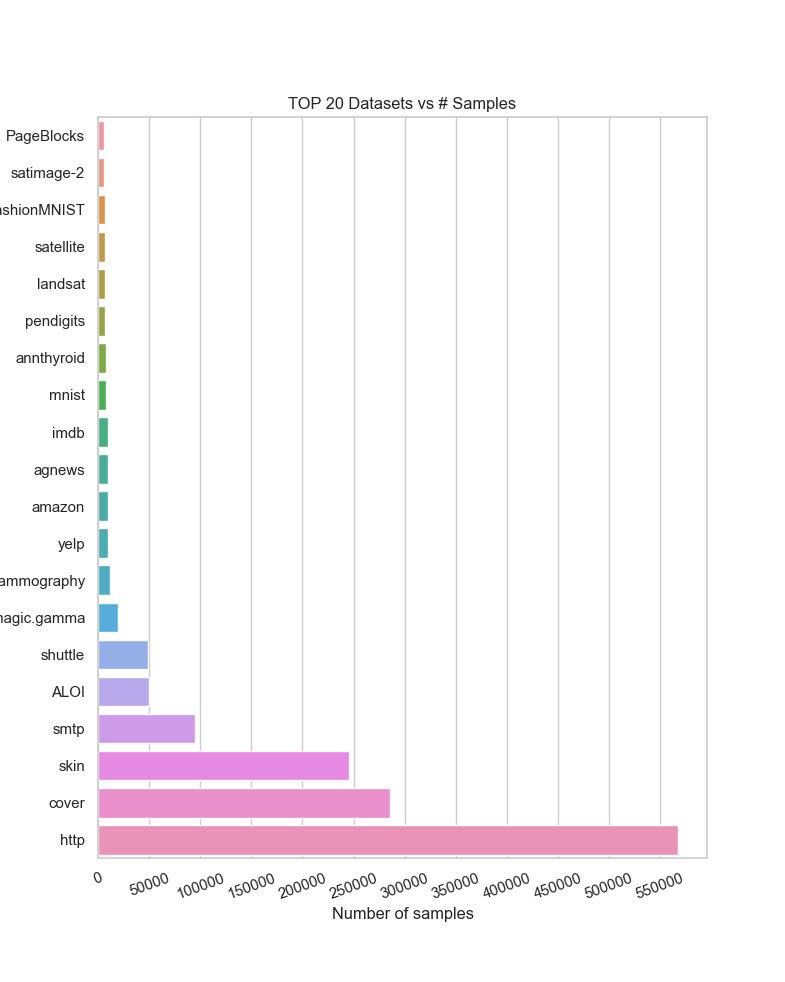 TOP 20 Datasets vs # Samples
PageBlocks
satimage-2
ashionMNIST
satellite
landsat
pendigits
annthyroid
mnist
imdb
agnews
amazon
yelp
ammography
nagic.gamma
shuttle
ALOI
smtp
skin
cover
http
0 50000 100000 150000 200000 250000 300000 350000 400000 450000 500000 550000
Number of samples